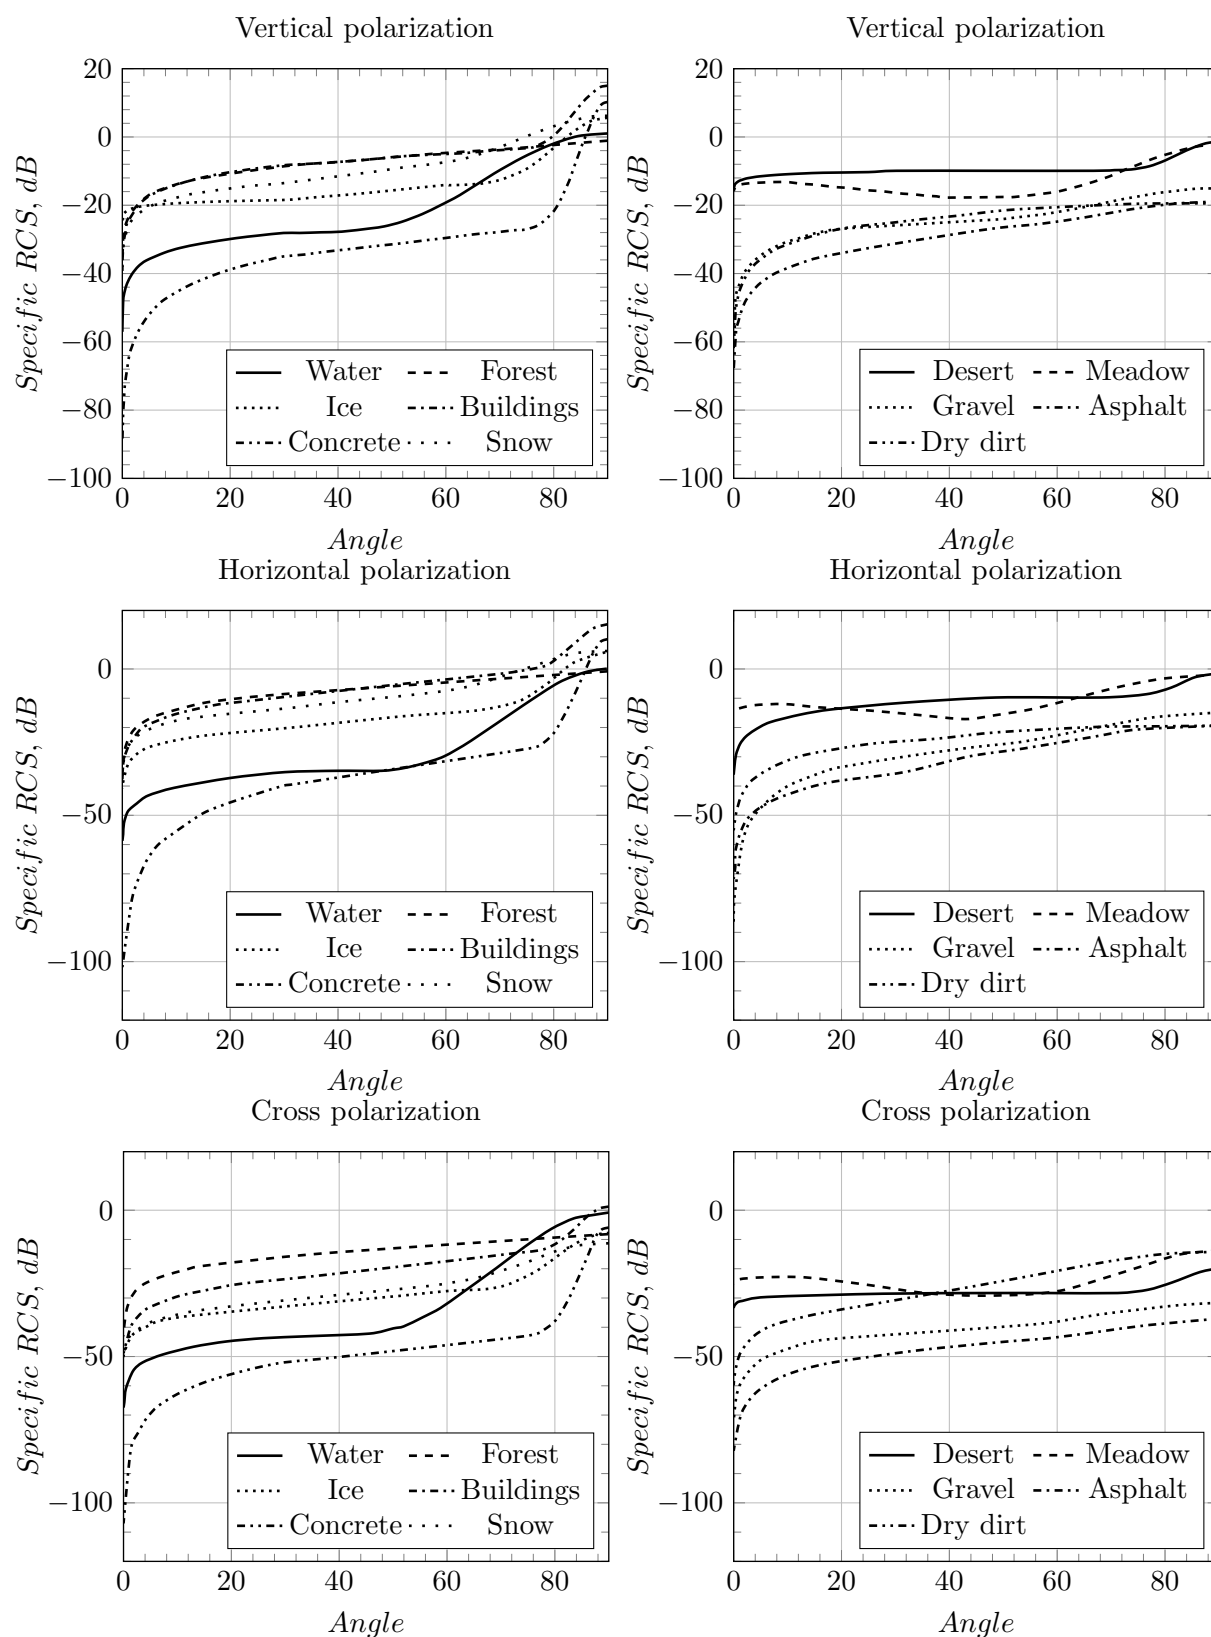 Vertical polarization
20
0
−20
−40
−60
−80
−100
0 20 40 60 80
Specific RCS, dB
Angle
Water Forest
Ice Buildings
Concrete Snow
Vertical polarization
20
0
−20
−40
−60
−80
−100
0 20 40 60 80
Specific RCS, dB
Angle
Desert Meadow
Gravel Asphalt
Dry dirt
Horizontal polarization
0
−50
−100
0 20 40 60 80
Specific RCS, dB
Angle
Water Forest
Ice Buildings
Concrete Snow
Horizontal polarization
0
−50
−100
0 20 40 60 80
Specific RCS, dB
Angle
Desert Meadow
Gravel Asphalt
Dry dirt
Cross polarization
0
−50
−100
0 20 40 60 80
Specific RCS, dB
Angle
Water Forest
Ice Buildings
Concrete Snow
Cross polarization
0
−50
−100
0 20 40 60 80
Specific RCS, dB
Angle
Desert Meadow
Gravel Asphalt
Dry dirt